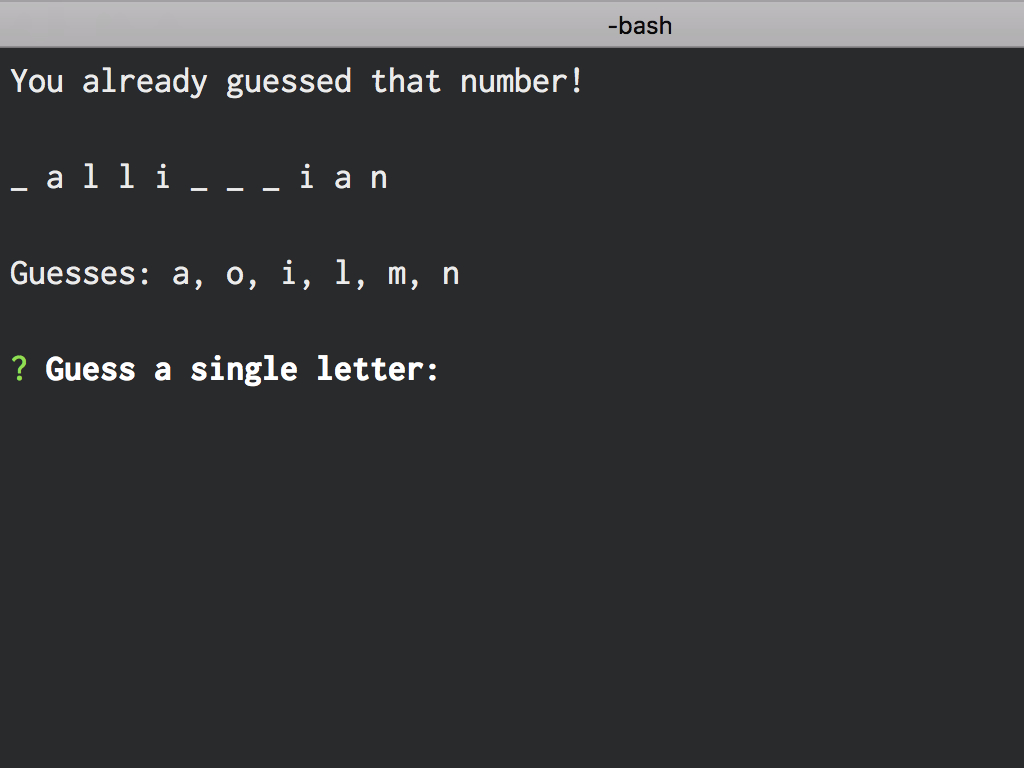 -bash
You already guessed that number!
_ a l l i _ _ _ i a n
Guesses: a, o, i, l, m, n
? Guess a single letter: